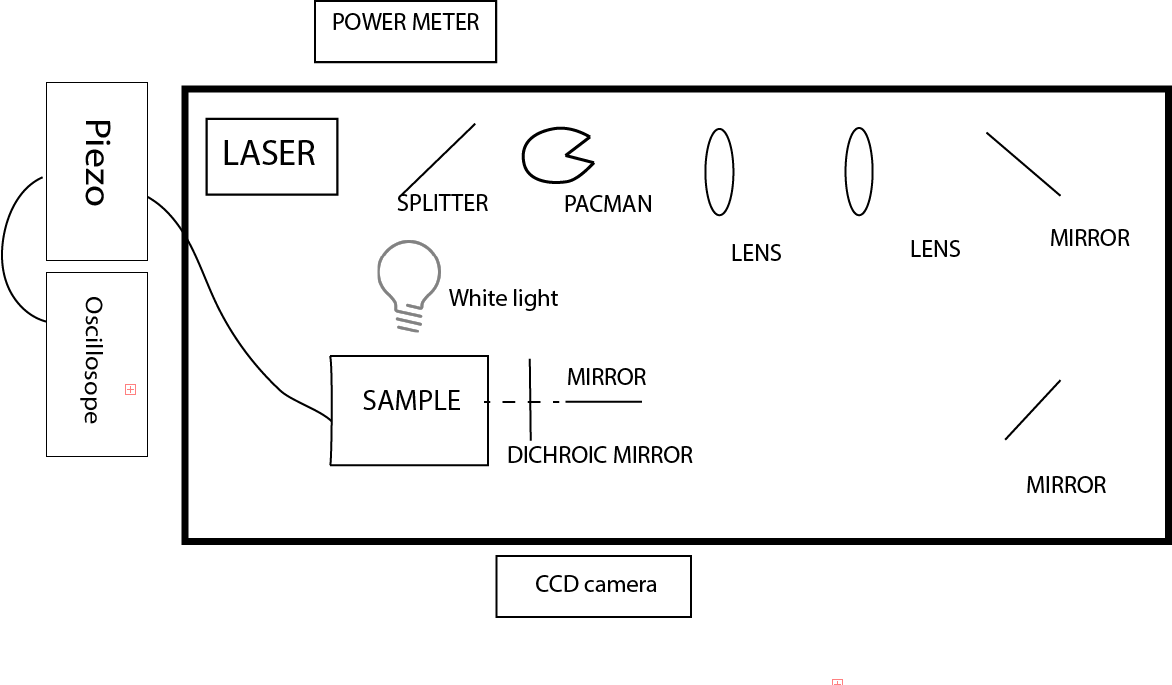 POWER METER
Piezo
LASER
SPLITTER
PACMAN
LENS
LENS
MIRROR
White light
Oscillosope
SAMPLE
MIRROR
DICHROIC MIRROR
MIRROR
CCD camera